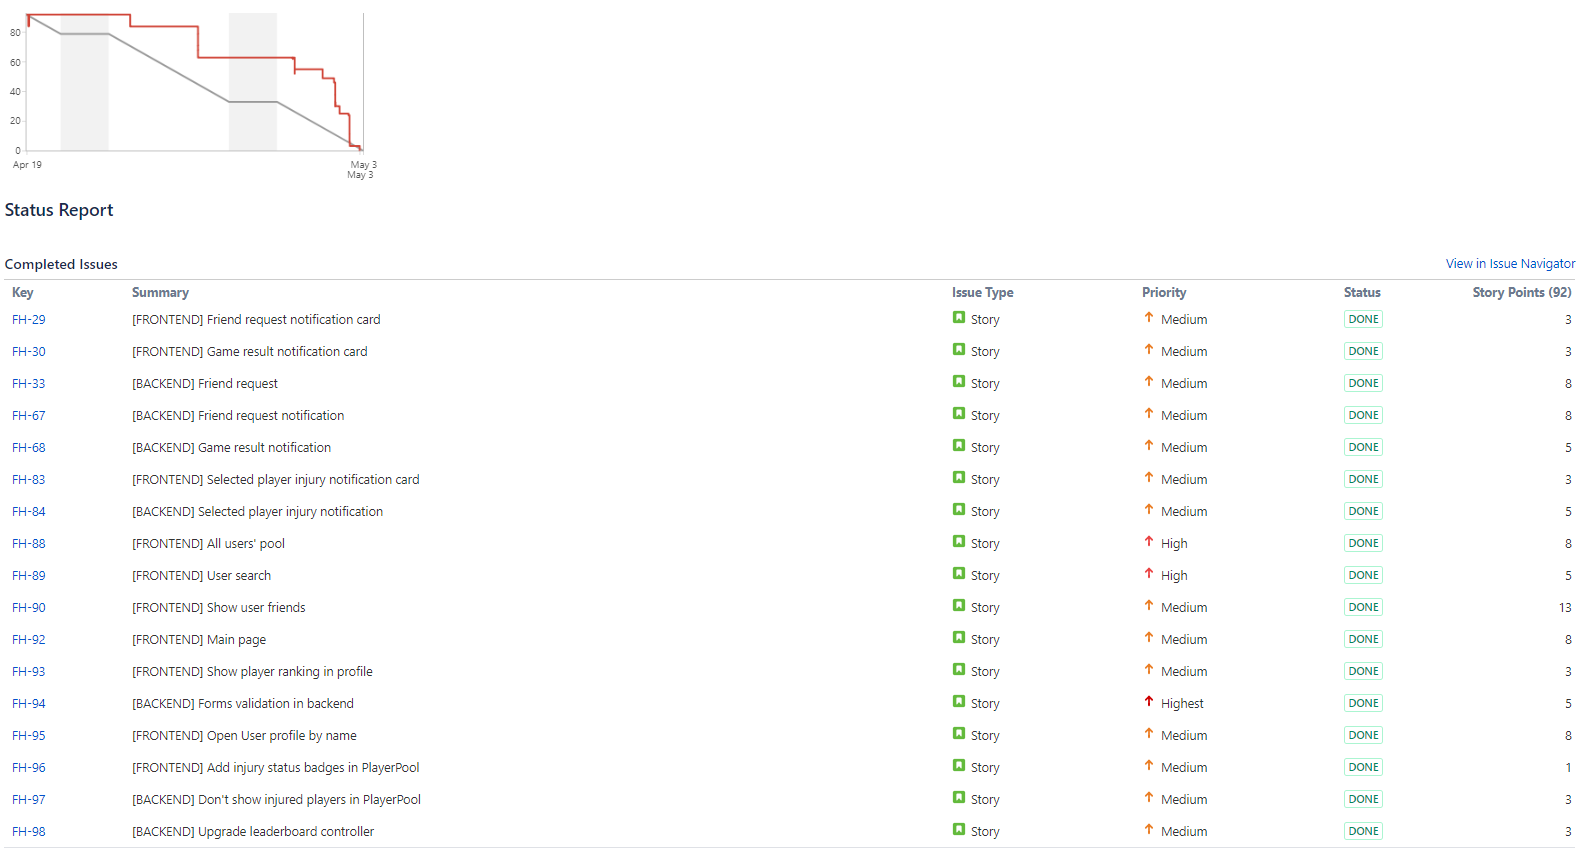 80
60
40
20
0
Apr 19 May 3
May 3
Status Report
Completed Issues View in Issue Navigator
Key Summary Issue Type Priority Status Story Points (92)
FH-29 [FRONTEND] Friend request notification card Story Medium DONE 3
FH-30 [FRONTEND] Game result notification card Story Medium DONE 3
FH-33 [BACKEND] Friend request Story Medium DONE 8
FH-67 [BACKEND] Friend request notification Story Medium DONE 8
FH-68 [BACKEND] Game result notification Story Medium DONE 5
FH-83 [FRONTEND] Selected player injury notification card Story Medium DONE 3
FH-84 [BACKEND] Selected player injury notification Story Medium DONE 5
FH-88 [FRONTEND] All users' pool Story High DONE 8
FH-89 [FRONTEND] User search Story High DONE 5
FH-90 [FRONTEND] Show user friends Story Medium DONE 13
FH-92 [FRONTEND] Main page Story Medium DONE 8
FH-93 [FRONTEND] Show player ranking in profile Story Medium DONE 3
FH-94 [BACKEND] Forms validation in backend Story Highest DONE 5
FH-95 [FRONTEND] Open User profile by name Story Medium DONE 8
FH-96 [FRONTEND] Add injury status badges in PlayerPool Story Medium DONE 1
FH-97 [BACKEND] Don't show injured players in PlayerPool Story Medium DONE 3
FH-98 [BACKEND] Upgrade leaderboard controller Story Medium DONE 3